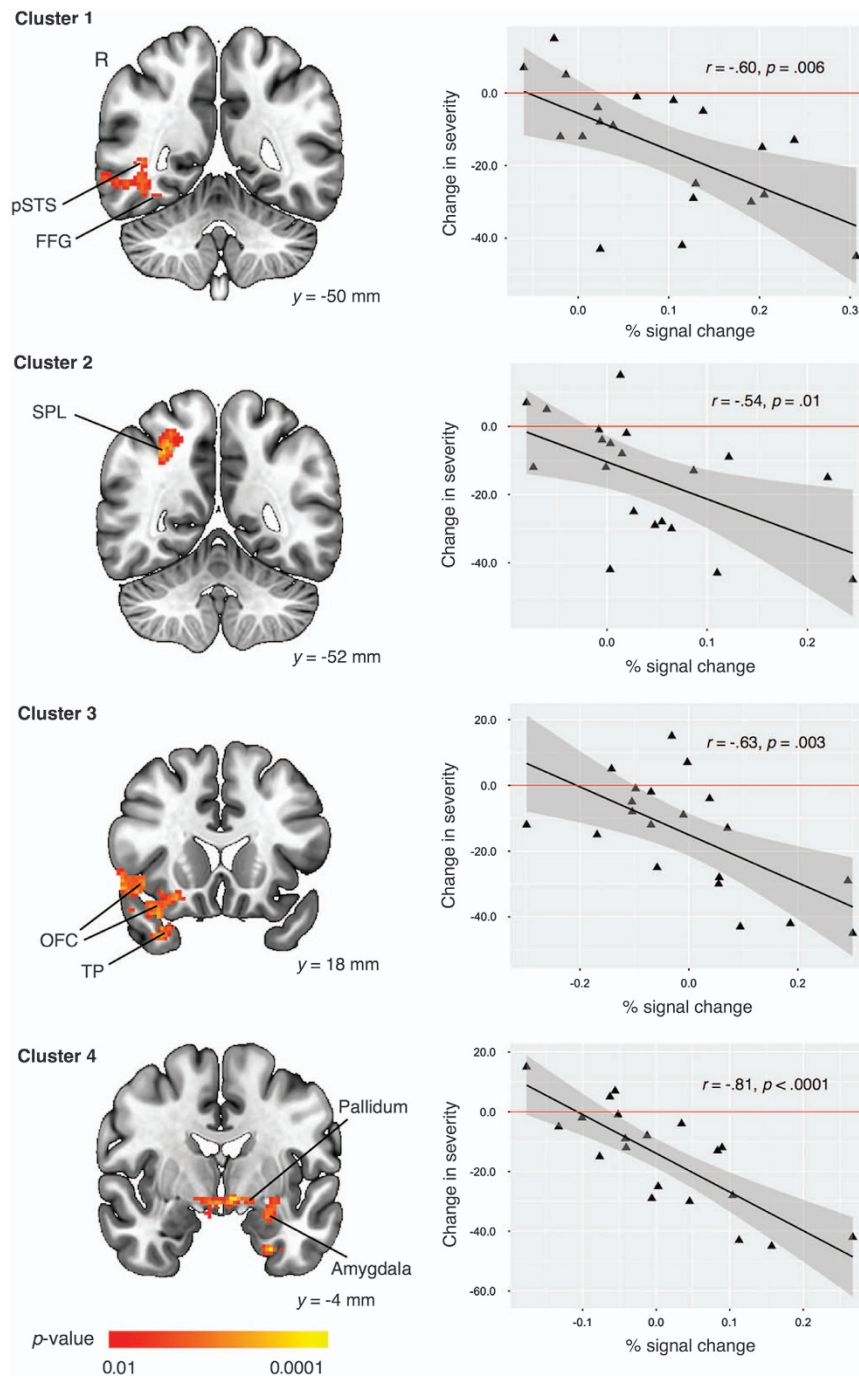 Cluster 1
R
pSTS
FFG
y = -50 mm
r = -.60, p = .006
Change in severity
0.0
-20.0
-40.0
0.0
0.1
0.2
0.3
% signal change
Cluster 2
SPL
y = -52 mm
r = -.54, p = .01
Change in severity
0.0
-20.0
-40.0
0.0
0.1
0.2
% signal change
Cluster 3
OFC
TP
y = 18 mm
r = -.63, p = .003
Change in severity
20.0
0.0
-20.0
-40.0
-0.2
0.0
0.2
% signal change
Cluster 4
Pallidum
Amygdala
y = -4 mm
r = -.81, p < .0001
Change in severity
20.0
0.0
-20.0
-40.0
-60.0
-0.1
0.0
0.1
0.2
% signal change
p-value
0.01
0.0001